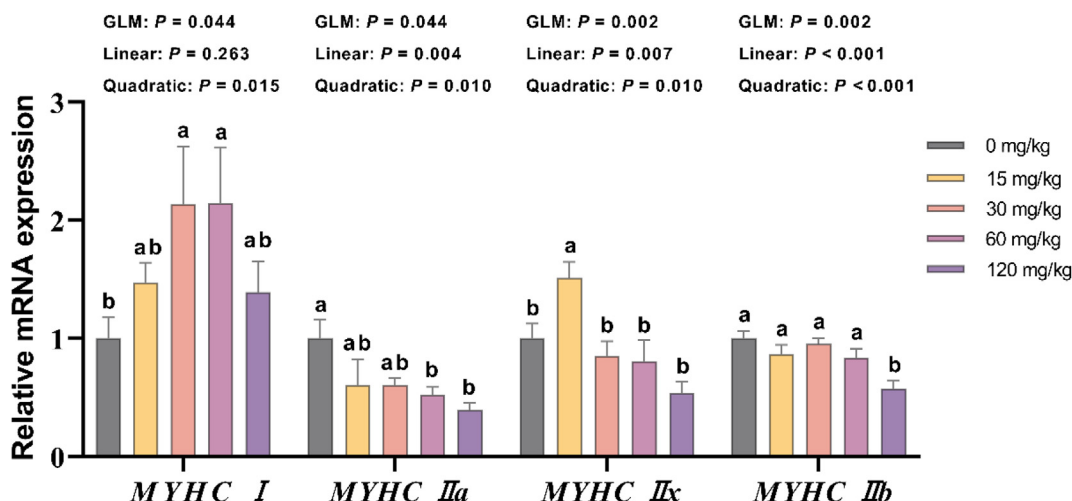 GLM: P = 0.044 GLM: P = 0.044 GLM: P = 0.002 GLM: P = 0.002
Linear: P = 0.263 Linear: P = 0.004 Linear: P = 0.007 Linear: P < 0.001
Quadratic: P = 0.015 Quadratic: P = 0.010 Quadratic: P = 0.010 Quadratic: P < 0.001
Relative mRNA expression
3
2
1
0
b ab a a ab
a ab ab b b
b a b b b
a a a a b
MYHC I MYHC IIa MYHC IIx MYHC IIb
0 mg/kg
15 mg/kg
30 mg/kg
60 mg/kg
120 mg/kg